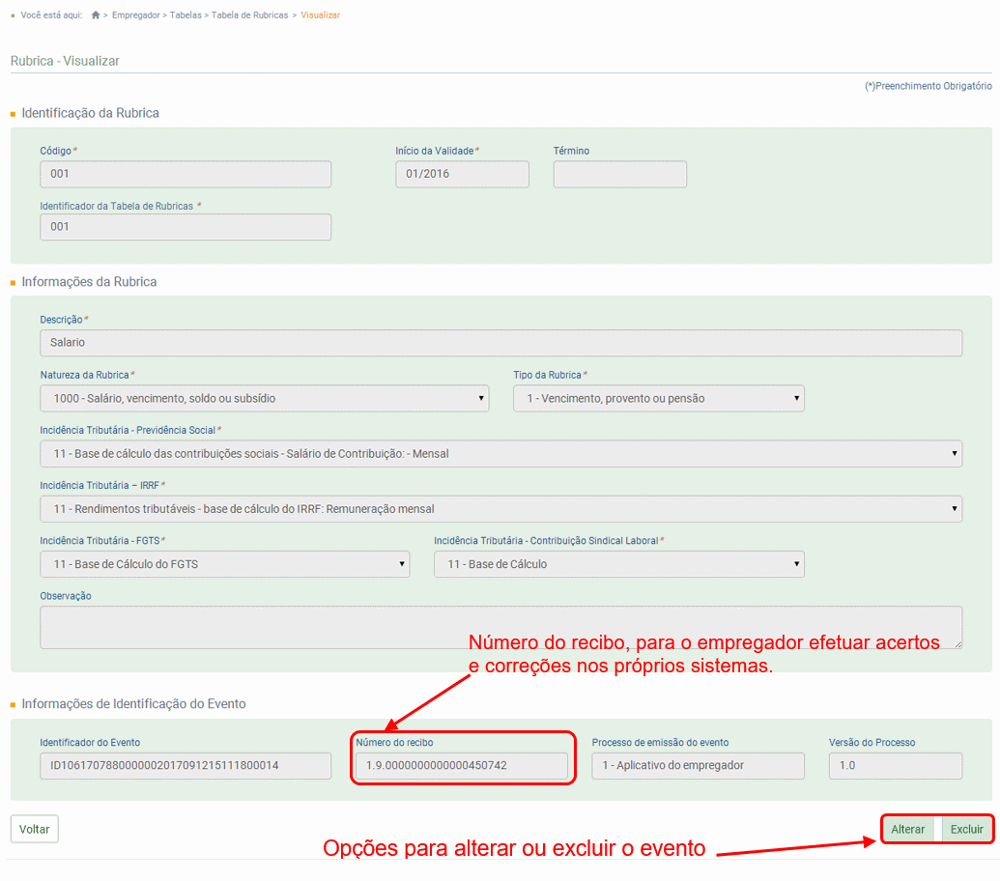 Você está aqui: > Empregador > Tabelas > Tabela de Rubricas > Visualizar
Rubrica - Visualizar
(*)Preenchimento Obrigatório
Identificação da Rubrica
Código* Início da Validade* Término
001 01/2016
Identificador da Tabela de Rubricas *
001
Informações da Rubrica
Descrição*
Salario
Natureza da Rubrica* Tipo da Rubrica*
1000 - Salário, vencimento, soldo ou subsídio 1 - Vencimento, provento ou pensão
Incidência Tributária - Previdência Social*
11 - Base de cálculo das contribuições sociais - Salário de Contribuição: - Mensal
Incidência Tributária – IRRF*
11 - Rendimentos tributáveis - base de cálculo do IRRF: Remuneração mensal
Incidência Tributária - FGTS* Incidência Tributária - Contribuição Sindical Laboral*
11 - Base de Cálculo do FGTS 11 - Base de Cálculo
Observação
Número do recibo, para o empregador efetuar acertos
e correções nos próprios sistemas.
Informações de Identificação do Evento
Identificador do Evento Número do recibo Processo de emissão do evento Versão do Processo
ID1061707880000002017091215111800014 1.9.0000000000000450742 1 - Aplicativo do empregador 1.0
Voltar Alterar Excluir
Opções para alterar ou excluir o evento